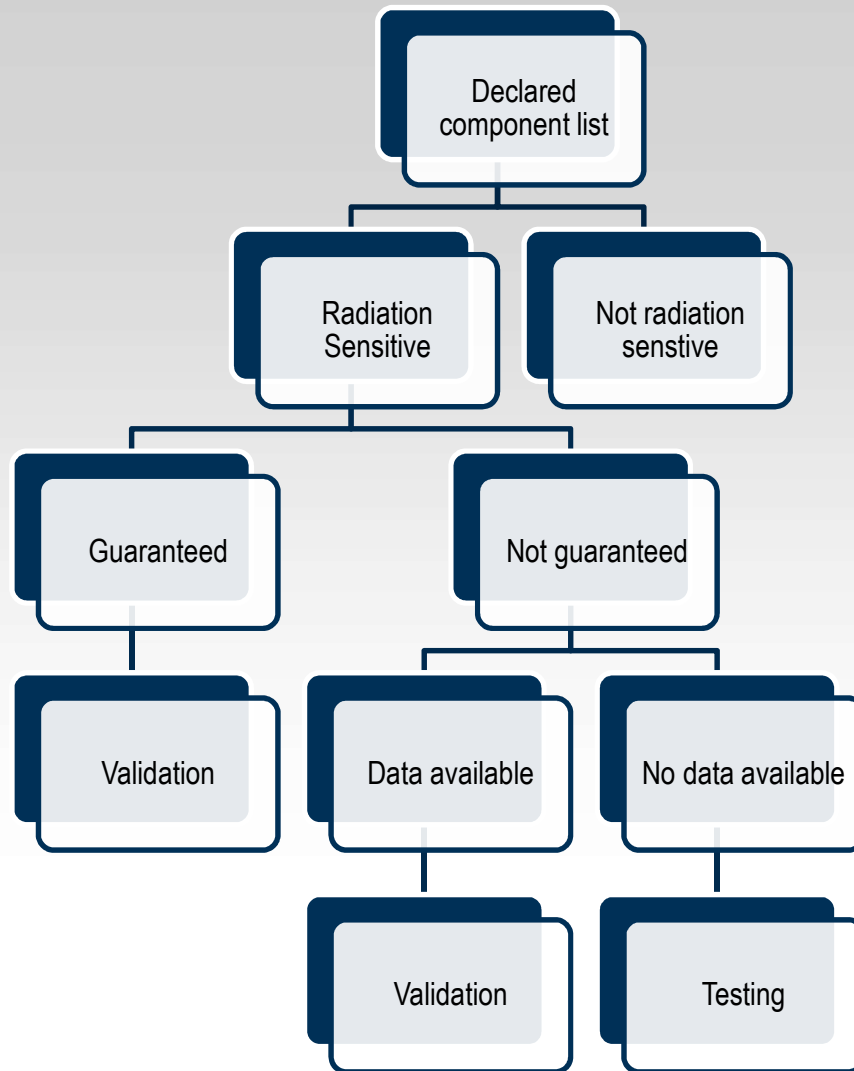 Declared
component list
Radiation
Sensitive
Not radiation
senstive
Guaranteed
Not guaranteed
Validation
Data available
No data available
Validation
Testing